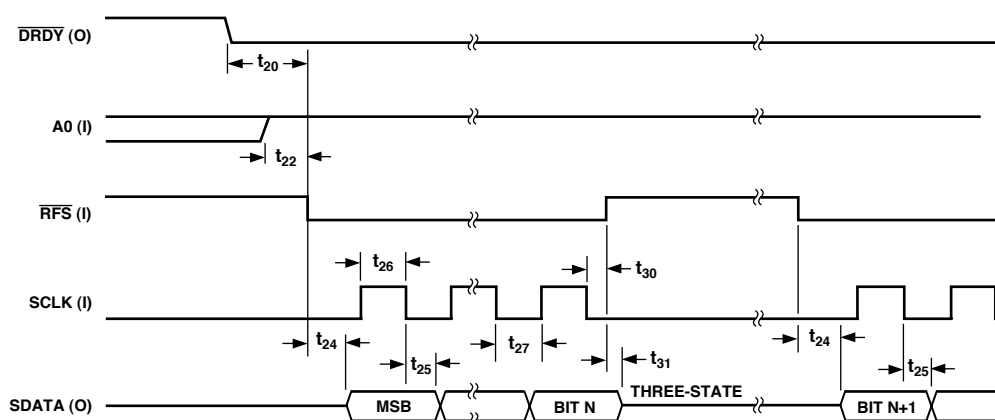 DRDY (O)
t20
A0 (I)
t22
RFS (I)
t26
t30
SCLK (I)
t24
t25
t27
t31
t24
t25
THREE-STATE
SDATA (O)
MSB
BIT N
BIT N+1